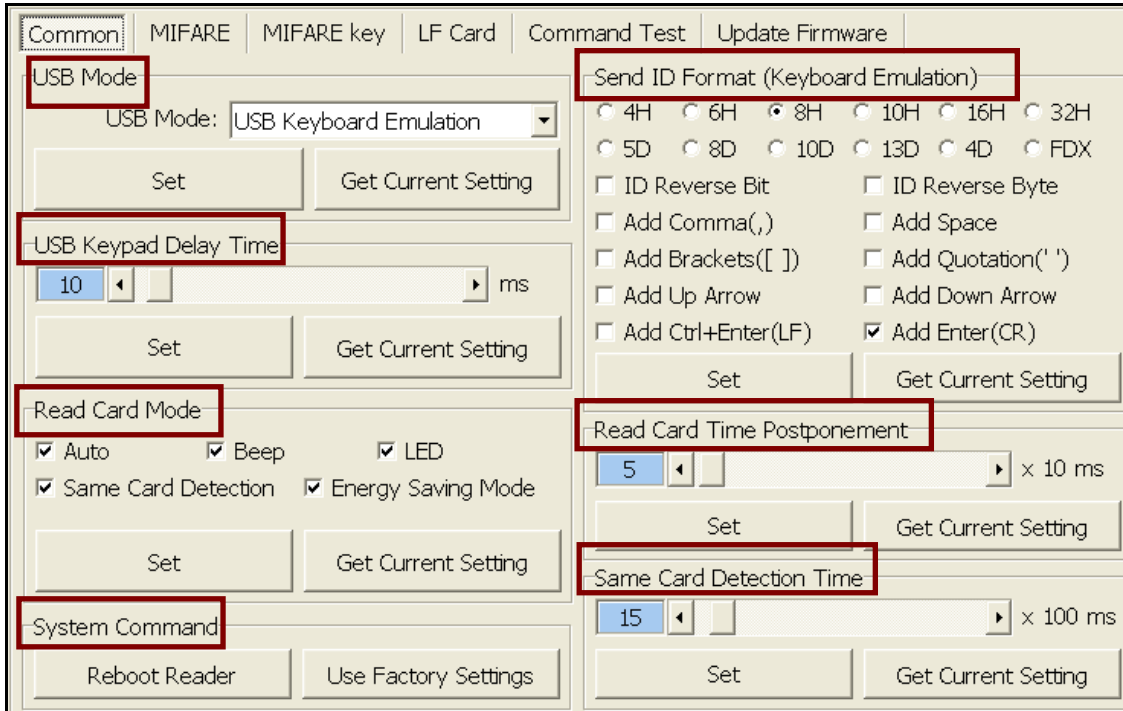 Common MIFARE MIFARE key LF Card Command Test Update Firmware
USB Mode
USB Mode: USB Keyboard Emulation
Set Get Current Setting
USB Keypad Delay Time
10 ms
Set Get Current Setting
Read Card Mode
Auto Beep LED
Same Card Detection Energy Saving Mode
Set Get Current Setting
System Command
Reboot Reader Use Factory Settings
Send ID Format (Keyboard Emulation)
4H 6H 8H 10H 16H 32H
5D 8D 10D 13D 4D FDX
ID Reverse Bit ID Reverse Byte
Add Comma(,) Add Space
Add Brackets([ ]) Add Quotation(' ')
Add Up Arrow Add Down Arrow
Add Ctrl+Enter(LF) Add Enter(CR)
Set Get Current Setting
Read Card Time Postponement
5 x 10 ms
Set Get Current Setting
Same Card Detection Time
15 x 100 ms
Set Get Current Setting